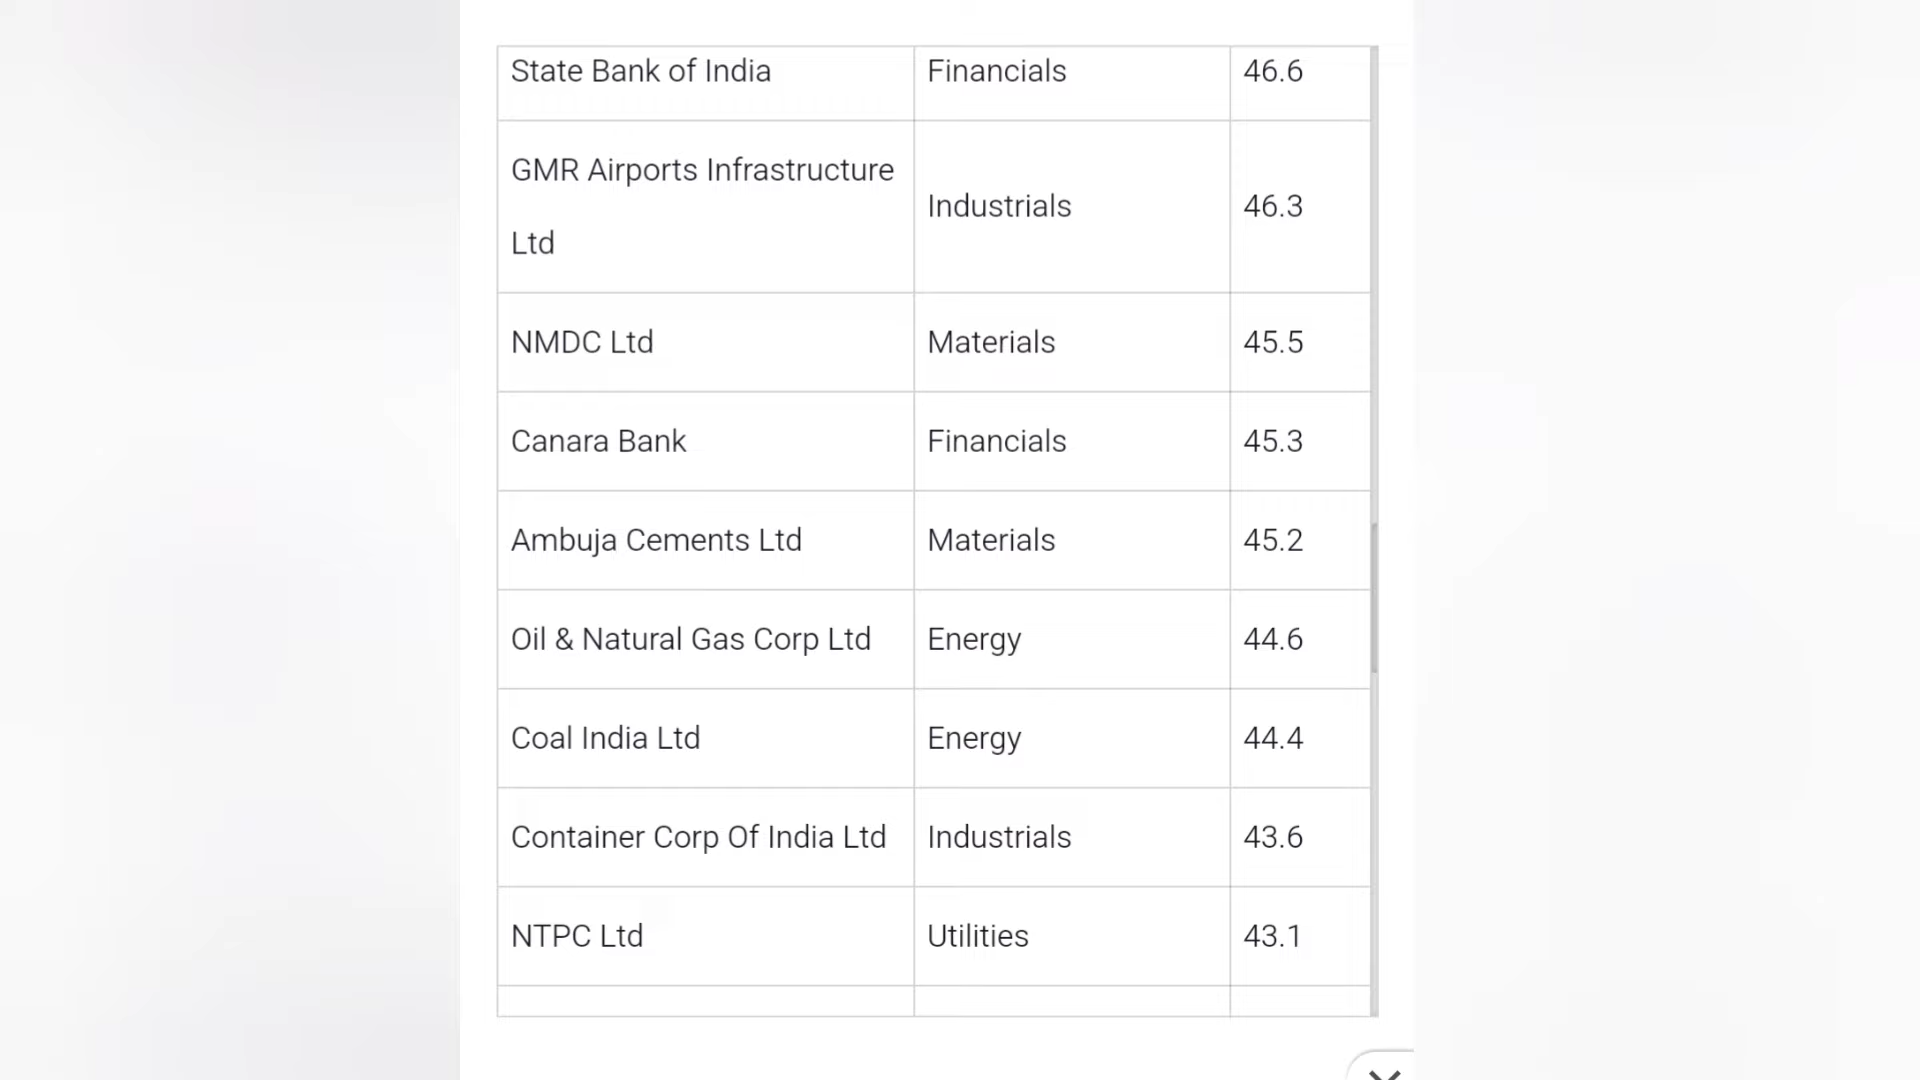 State Bank of India Financials 46.6
GMR Airports Infrastructure
Ltd
Industrials 46.3
NMDC Ltd Materials 45.5
Canara Bank Financials 45.3
Ambuja Cements Ltd Materials 45.2
Oil & Natural Gas Corp Ltd Energy 44.6
Coal India Ltd Energy 44.4
Container Corp Of India Ltd Industrials 43.6
NTPC Ltd Utilities 43.1